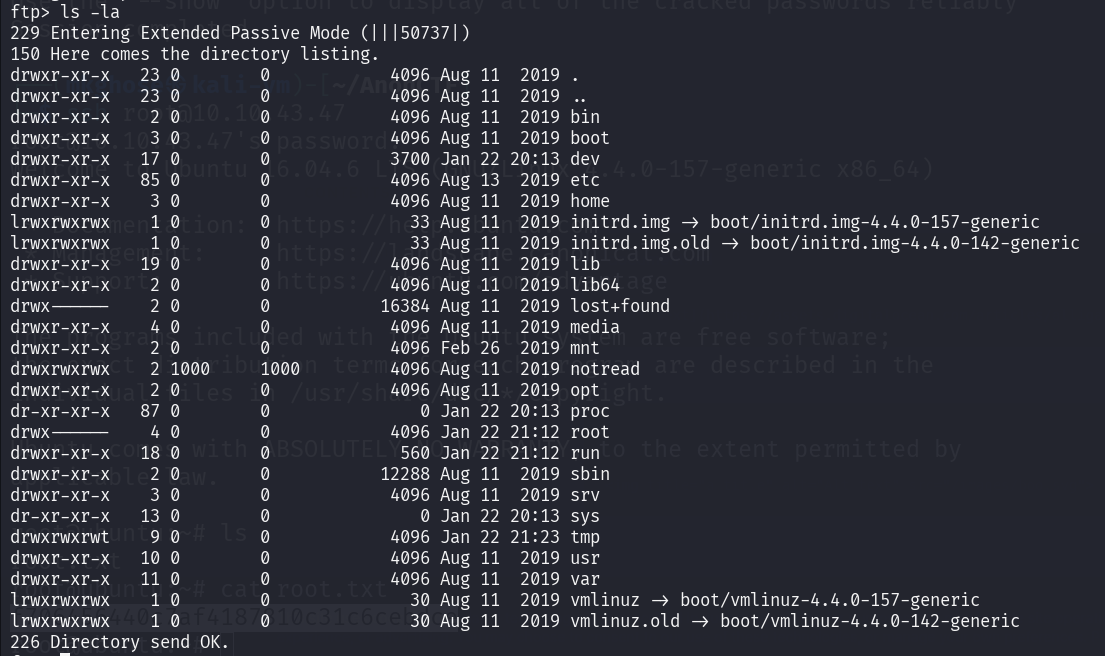 ftp> ls -la
229 Entering Extended Passive Mode (|||50737|)
150 Here comes the directory listing.
drwxr-xr-x   23 0        0            4096 Aug 11  2019 .
drwxr-xr-x   23 0        0            4096 Aug 11  2019 ..
drwxr-xr-x    2 0        0            4096 Aug 11  2019 bin
drwxr-xr-x    3 0        0            4096 Aug 11  2019 boot
drwxr-xr-x   17 0        0            3700 Jan 22 20:13 dev
drwxr-xr-x   85 0        0            4096 Aug 13  2019 etc
drwxr-xr-x    3 0        0            4096 Aug 11  2019 home
lrwxrwxrwx    1 0        0              33 Aug 11  2019 initrd.img -> boot/initrd.img-4.4.0-157-generic
lrwxrwxrwx    1 0        0              33 Aug 11  2019 initrd.img.old -> boot/initrd.img-4.4.0-142-generic
drwxr-xr-x   19 0        0            4096 Aug 11  2019 lib
drwxr-xr-x    2 0        0            4096 Aug 11  2019 lib64
drwx------    2 0        0           16384 Aug 11  2019 lost+found
drwxr-xr-x    4 0        0            4096 Aug 11  2019 media
drwxr-xr-x    2 0        0            4096 Feb 26  2019 mnt
drwxrwxrwx    2 1000     1000         4096 Aug 11  2019 notread
drwxr-xr-x    2 0        0            4096 Aug 11  2019 opt
dr-xr-xr-x   87 0        0               0 Jan 22 20:13 proc
drwx------    4 0        0            4096 Jan 22 21:12 root
drwxr-xr-x   18 0        0             560 Jan 22 21:12 run
drwxr-xr-x    2 0        0           12288 Aug 11  2019 sbin
drwxr-xr-x    3 0        0            4096 Aug 11  2019 srv
dr-xr-xr-x   13 0        0               0 Jan 22 20:13 sys
drwxrwxrwt    9 0        0            4096 Jan 22 21:23 tmp
drwxr-xr-x   10 0        0            4096 Aug 11  2019 usr
drwxr-xr-x   11 0        0            4096 Aug 11  2019 var
lrwxrwxrwx    1 0        0              30 Aug 11  2019 vmlinuz -> boot/vmlinuz-4.4.0-157-generic
lrwxrwxrwx    1 0        0              30 Aug 11  2019 vmlinuz.old -> boot/vmlinuz-4.4.0-142-generic
226 Directory send OK.